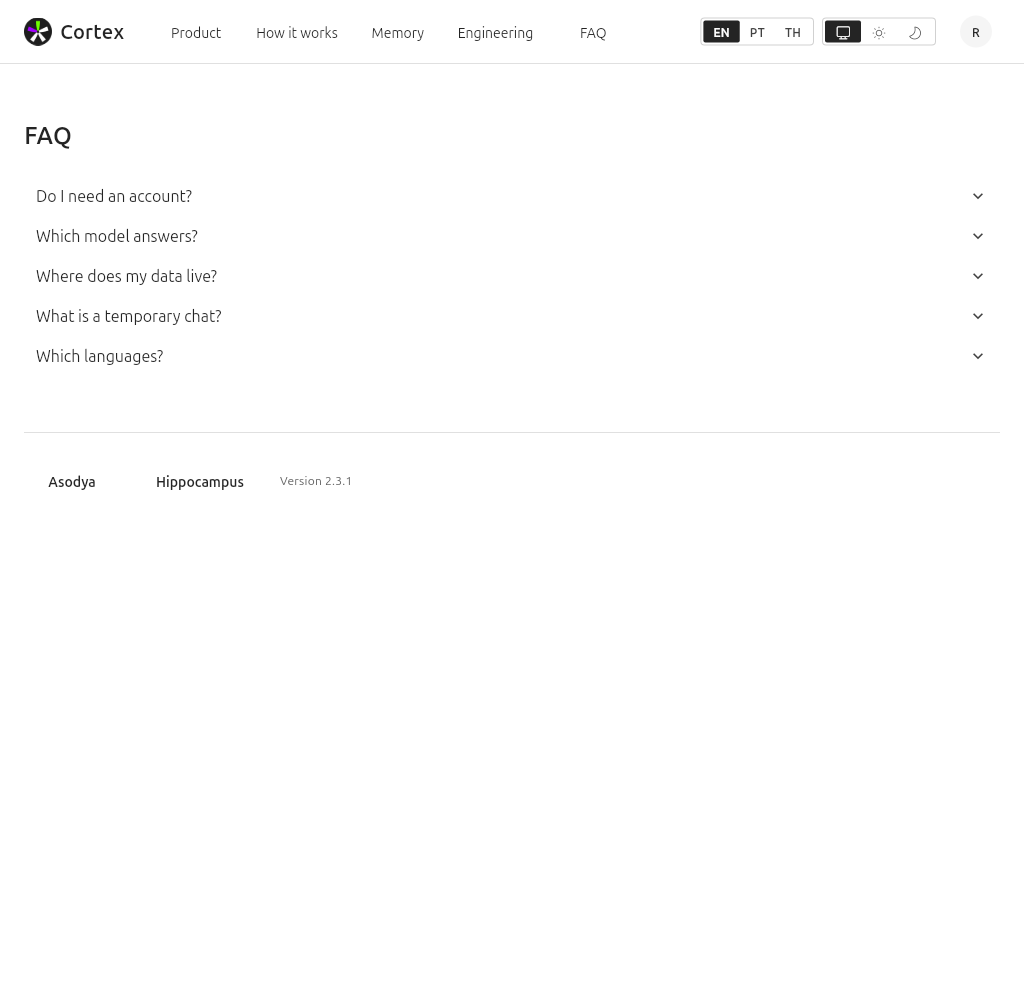 Cortex
Product
How it works
Memory
Engineering
FAQ
EN
PT
TH
R
FAQ
Do I need an account?
Which model answers?
Where does my data live?
What is a temporary chat?
Which languages?
Asodya
Hippocampus
Version 2.3.1